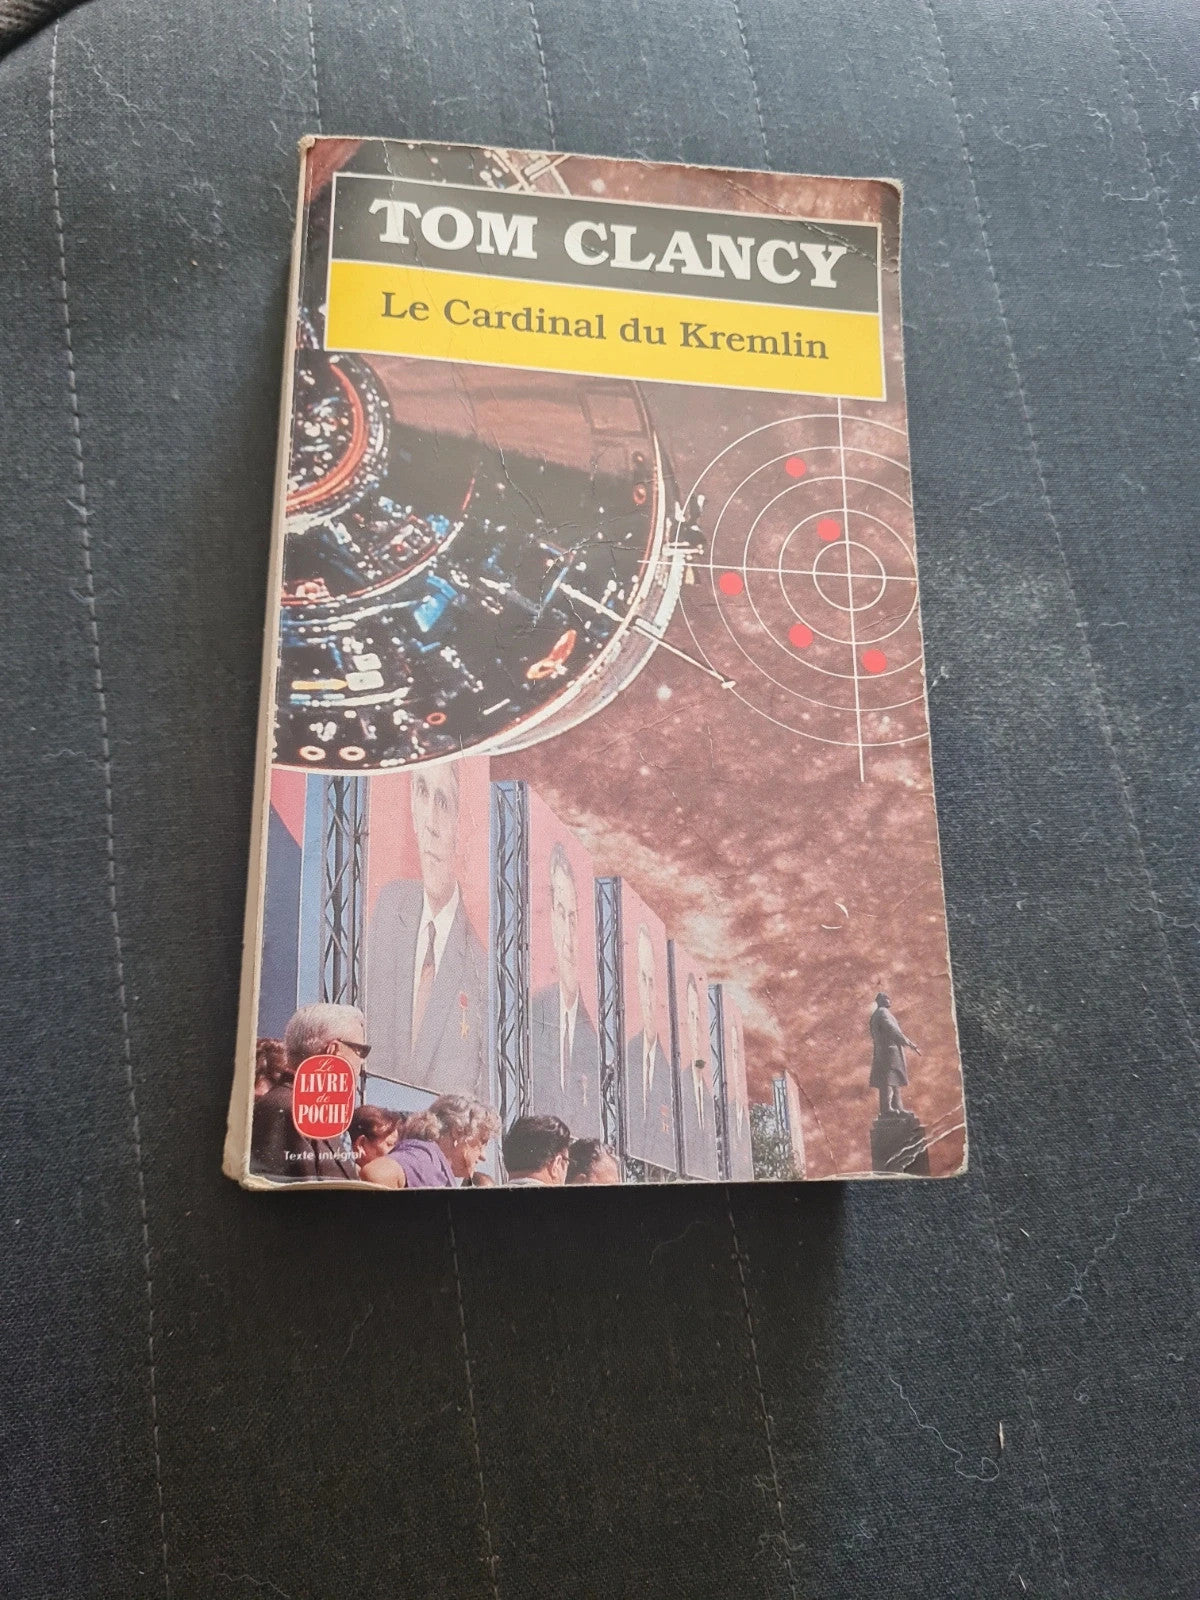 TOM CLANCY
Le Cardinal du Kremlin
Le
LIVRE
de
POCHE
Texte intégral